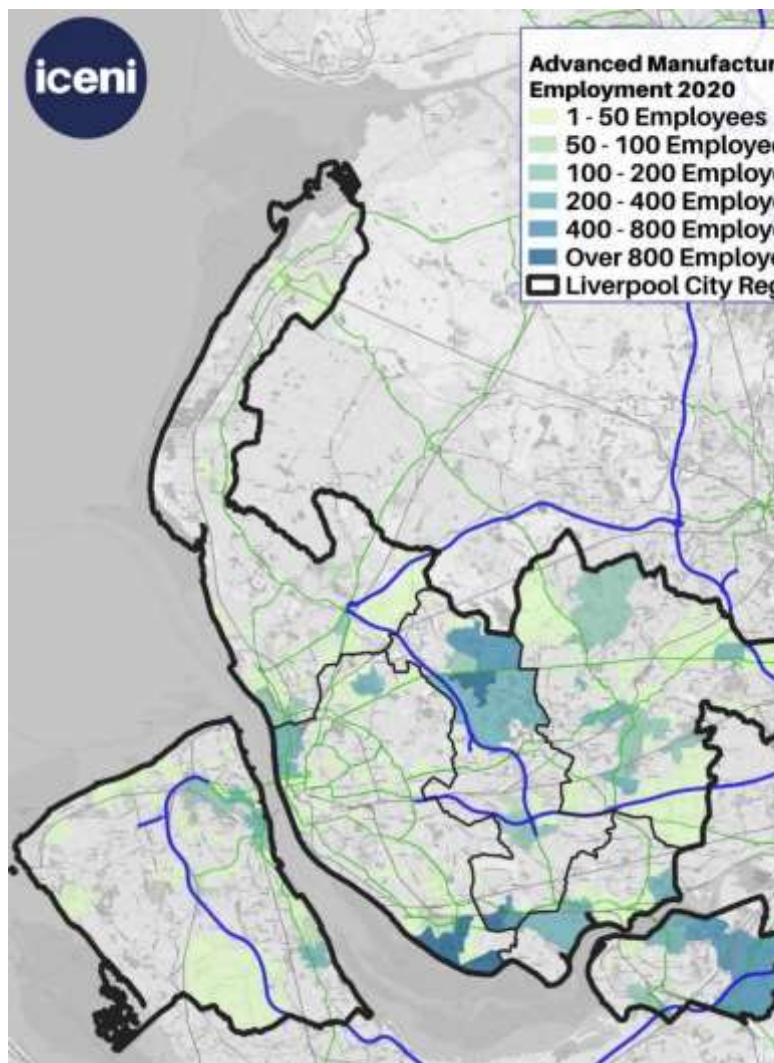 iceni
Advanced Manufactur
Employment 2020
1 - 50 Employees
50 - 100 Employee
100 - 200 Employe
200 - 400 Employe
400 - 800 Employe
Over 800 Employe
Liverpool City Reg